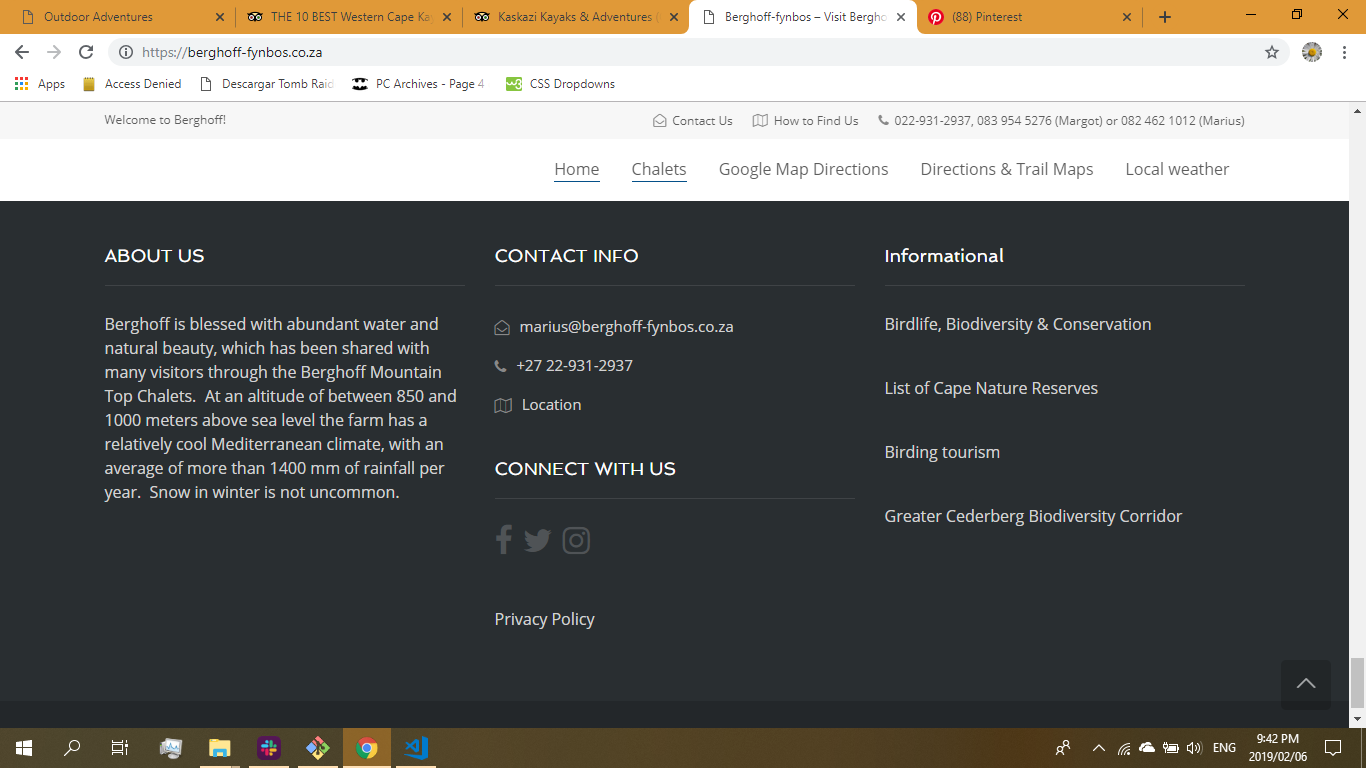 Outdoor Adventures
THE 10 BEST Western Cape Ka
Kaskazi Kayaks & Adventures (
Berghoff-fynbos – Visit Bergho
(88) Pinterest
https://berghoff-fynbos.co.za
Apps
Access Denied
Descargar Tomb Raid
PC Archives - Page 4
CSS Dropdowns
Welcome to Berghoff!
Contact Us
How to Find Us
022-931-2937, 083 954 5276 (Margot) or 082 462 1012 (Marius)
Home
Chalets
Google Map Directions
Directions & Trail Maps
Local weather
ABOUT US
Berghoff is blessed with abundant water and
natural beauty, which has been shared with
many visitors through the Berghoff Mountain
Top Chalets.  At an altitude of between 850 and
1000 meters above sea level the farm has a
relatively cool Mediterranean climate, with an
average of more than 1400 mm of rainfall per
year.  Snow in winter is not uncommon.
CONTACT INFO
marius@berghoff-fynbos.co.za
+27 22-931-2937
Location
CONNECT WITH US
Privacy Policy
Informational
Birdlife, Biodiversity & Conservation
List of Cape Nature Reserves
Birding tourism
Greater Cederberg Biodiversity Corridor
ENG
9:42 PM
2019/02/06